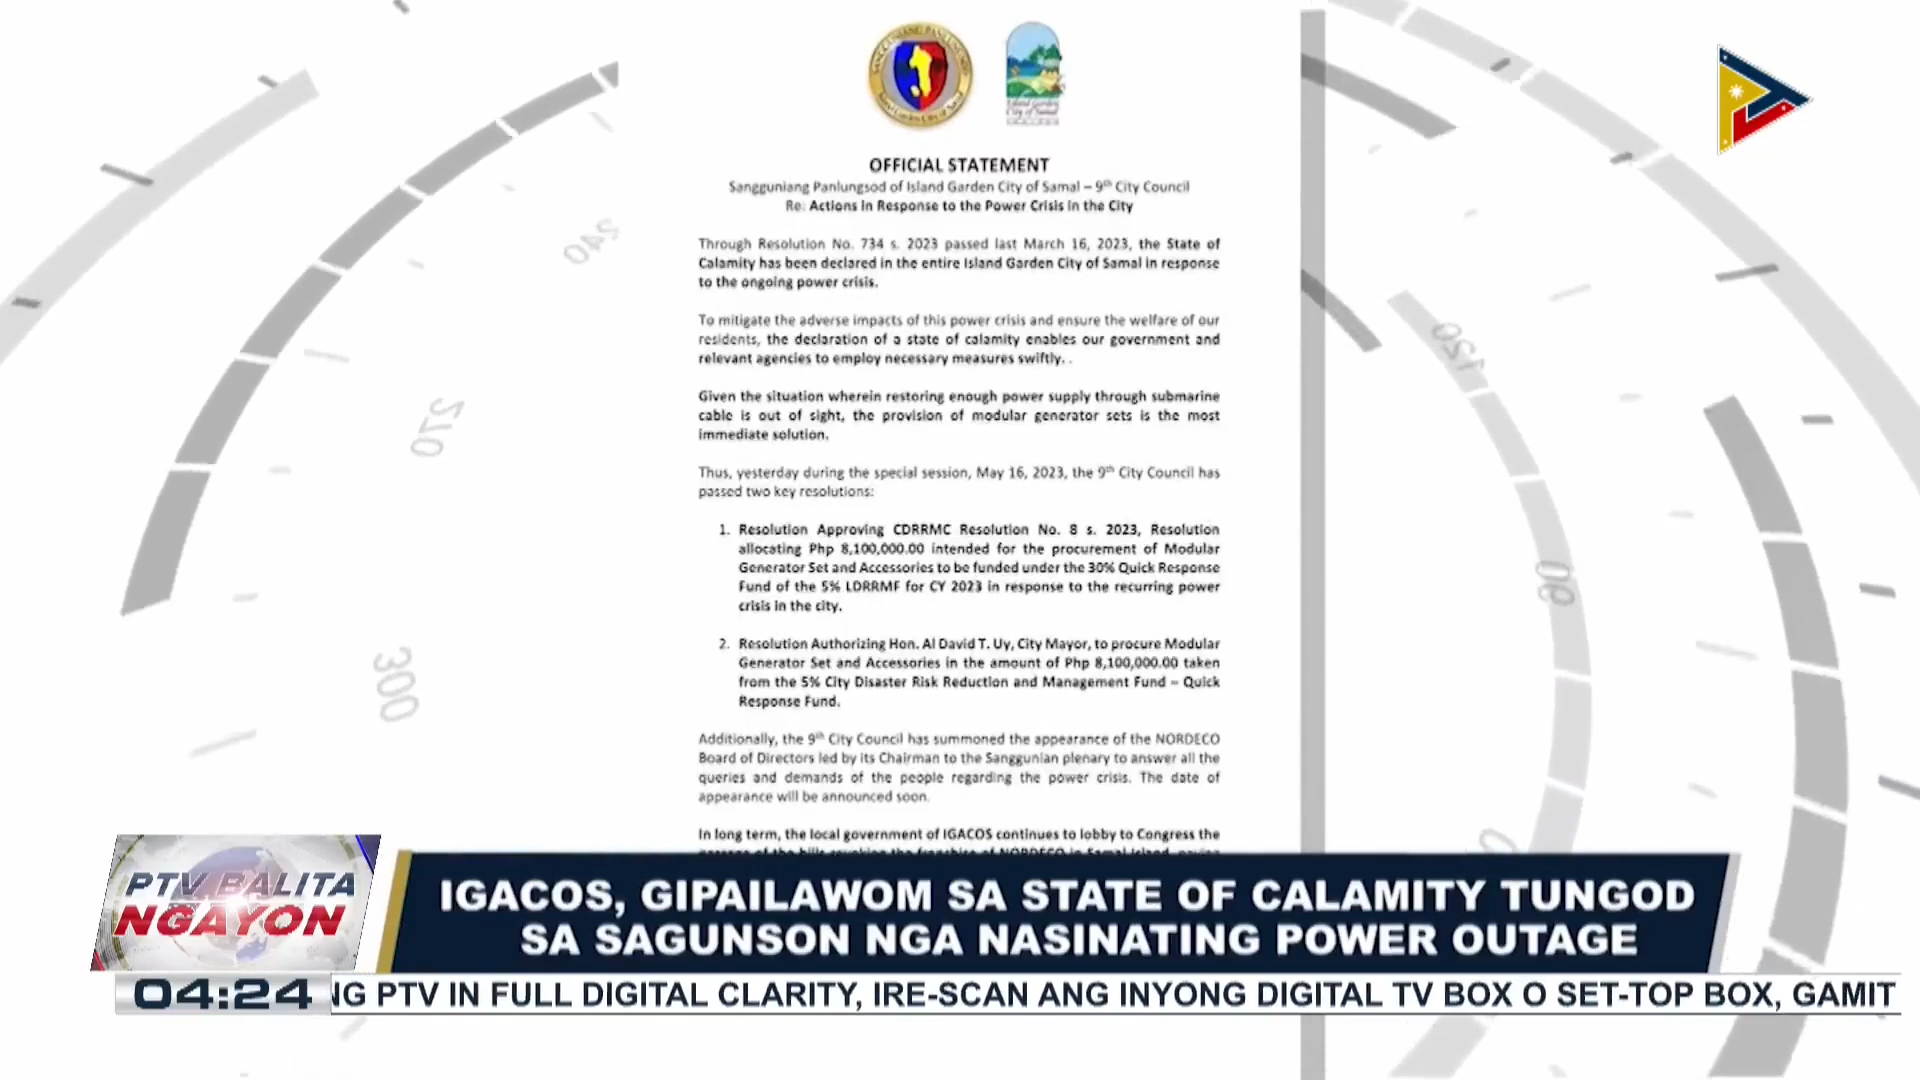 OFFICIAL STATEMENT
Sangguniang Panlungsod of Island Garden City of Samal – 9th City Council
Re: Actions in Response to the Power Crisis in the City
Through Resolution No. 734 s. 2023 passed last March 16, 2023, the State of
Calamity has been declared in the entire Island Garden City of Samal in response
to the ongoing power crisis.
To mitigate the adverse impacts of this power crisis and ensure the welfare of our
residents, the declaration of a state of calamity enables our government and
relevant agencies to employ necessary measures swiftly. .
Given the situation wherein restoring enough power supply through submarine
cable is out of sight, the provision of modular generator sets is the most
immediate solution.
Thus, yesterday during the special session, May 16, 2023, the 9th City Council has
passed two key resolutions:
1. Resolution Approving CDRRMC Resolution No. 8 s. 2023, Resolution
allocating Php 8,100,000.00 intended for the procurement of Modular
Generator Set and Accessories to be funded under the 30% Quick Response
Fund of the 5% LDRRMF for CY 2023 in response to the recurring power
crisis in the city.
2. Resolution Authorizing Hon. Al David T. Uy, City Mayor, to procure Modular
Generator Set and Accessories in the amount of Php 8,100,000.00 taken
from the 5% City Disaster Risk Reduction and Management Fund – Quick
Response Fund.
Additionally, the 9th City Council has summoned the appearance of the NORDECO
Board of Directors led by its Chairman to the Sanggunian plenary to answer all the
queries and demands of the people regarding the power crisis. The date of
appearance will be announced soon.
In long term, the local government of IGACOS continues to lobby to Congress the
240
270
300
120
90
PTV BALITA
NGAYON
IGACOS, GIPAILAWOM SA STATE OF CALAMITY TUNGOD
SA SAGUNSON NGA NASINATING POWER OUTAGE
04:24
NG PTV IN FULL DIGITAL CLARITY, IRE-SCAN ANG INYONG DIGITAL TV BOX O SET-TOP BOX, GAMIT